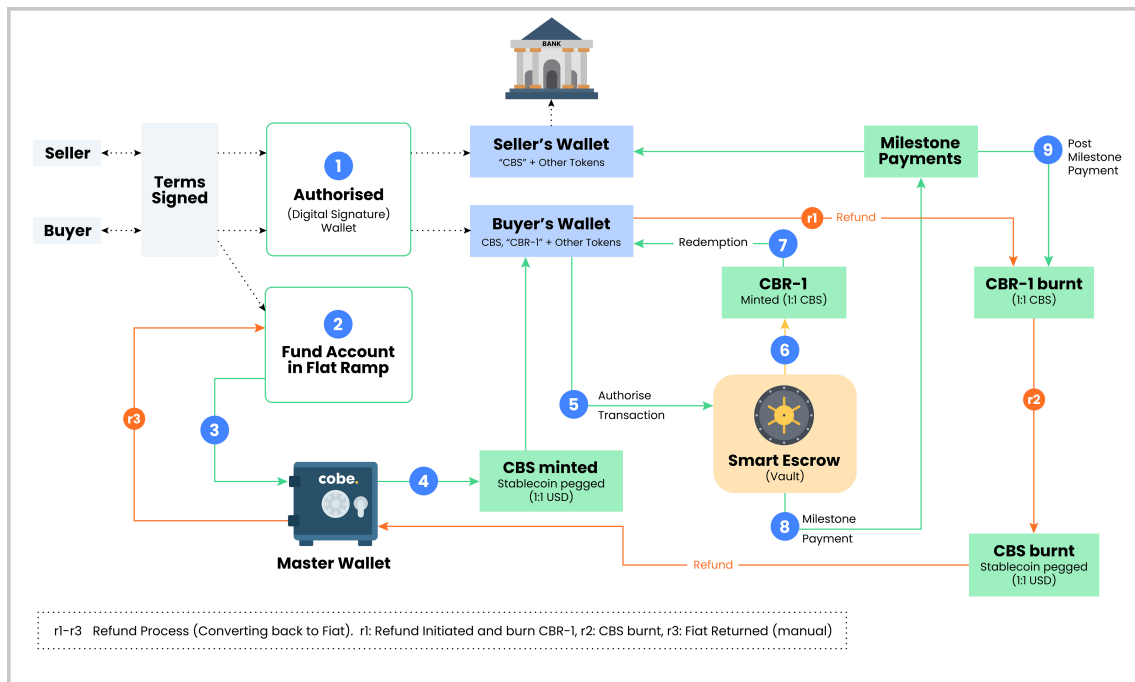 BANK
Seller
Buyer
Terms
Signed
1
Authorised
(Digital Signature)
Wallet
Seller's Wallet
"CBS" + Other Tokens
Milestone
Payments
9
Post
Milestone
Payment
Buyer's Wallet
CBS, "CBR-1" + Other Tokens
r1
Refund
Redemption
7
CBR-1
Minted (1:1 CBS)
CBR-1 burnt
(1:1 CBS)
2
Fund Account
in Flat Ramp
6
r3
3
5
Authorise
Transaction
r2
Smart Escrow
(Vault)
cobe.
4
CBS minted
Stablecoin pegged
(1:1 USD)
8
Milestone
Payment
Master Wallet
Refund
CBS burnt
Stablecoin pegged
(1:1 USD)
r1-r3 Refund Process (Converting back to Fiat). r1: Refund Initiated and burn CBR-1, r2: CBS burnt, r3: Fiat Returned (manual)